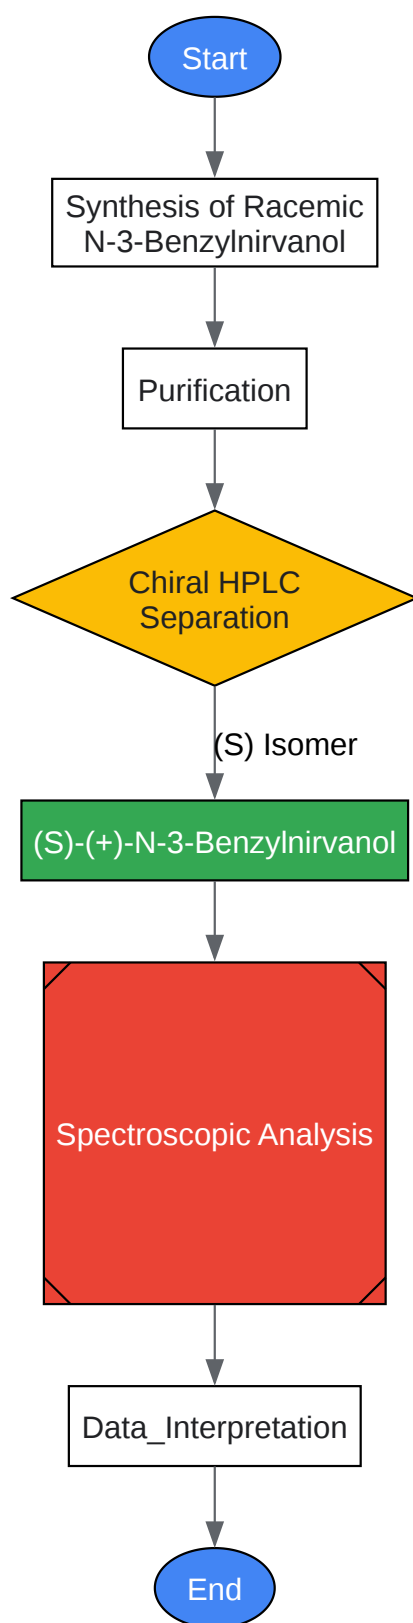 Start
Synthesis of Racemic
N-3-Benzylnirvanol
Purification
Chiral HPLC
Separation
(S) Isomer
(S)-(+)-N-3-Benzylnirvanol
Spectroscopic Analysis
Data_Interpretation
End